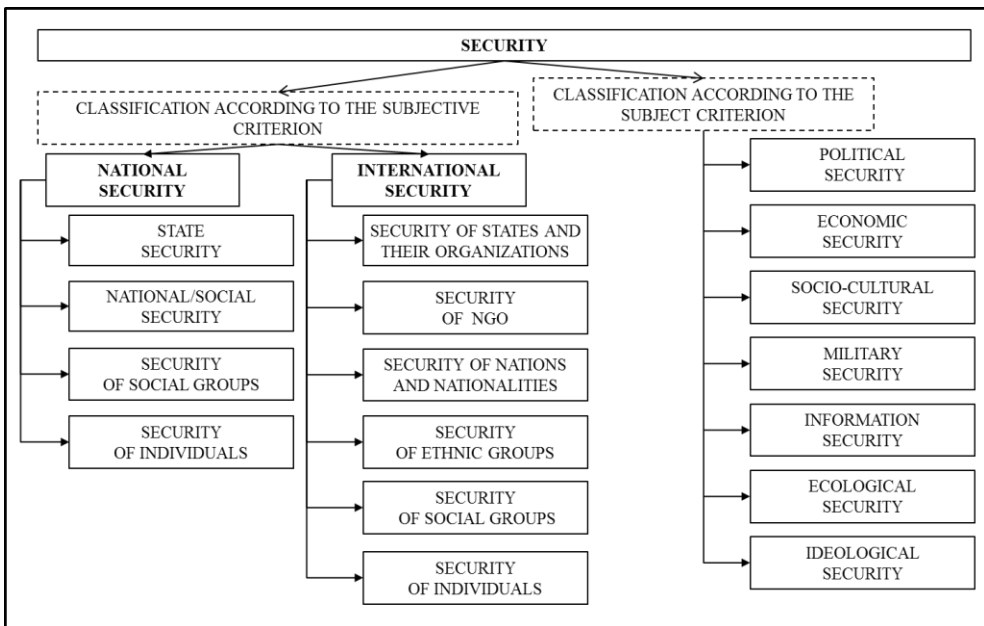 SECURITY
CLASSIFICATION ACCORDING TO THE SUBJECTIVE
CRITERION
CLASSIFICATION ACCORDING TO THE
SUBJECT CRITERION
NATIONAL
SECURITY
STATE
SECURITY
NATIONAL/SOCIAL
SECURITY
SECURITY
OF SOCIAL GROUPS
SECURITY
OF INDIVIDUALS
INTERNATIONAL
SECURITY
SECURITY OF STATES AND
THEIR ORGANIZATIONS
SECURITY
OF NGO
SECURITY OF NATIONS
AND NATIONALITIES
SECURITY
OF ETHNIC GROUPS
SECURITY
OF SOCIAL GROUPS
SECURITY
OF INDIVIDUALS
POLITICAL
SECURITY
ECONOMIC
SECURITY
SOCIO-CULTURAL
SECURITY
MILITARY
SECURITY
INFORMATION
SECURITY
ECOLOGICAL
SECURITY
IDEOLOGICAL
SECURITY